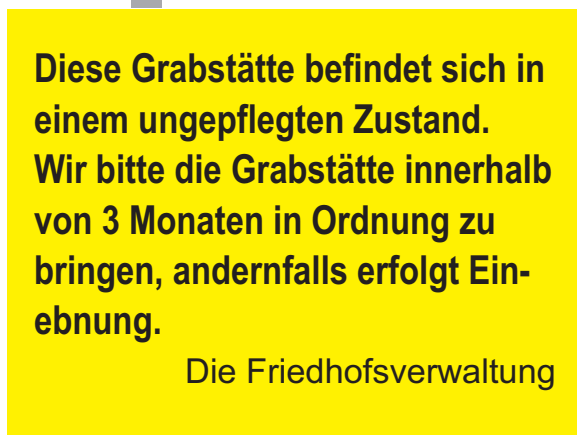 Diese Grabstätte befindet sich in
einem ungepflegten Zustand.
Wir bitte die Grabstätte innerhalb
von 3 Monaten in Ordnung zu
bringen, andernfalls erfolgt Ein-
ebnung.
Die Friedhofsverwaltung